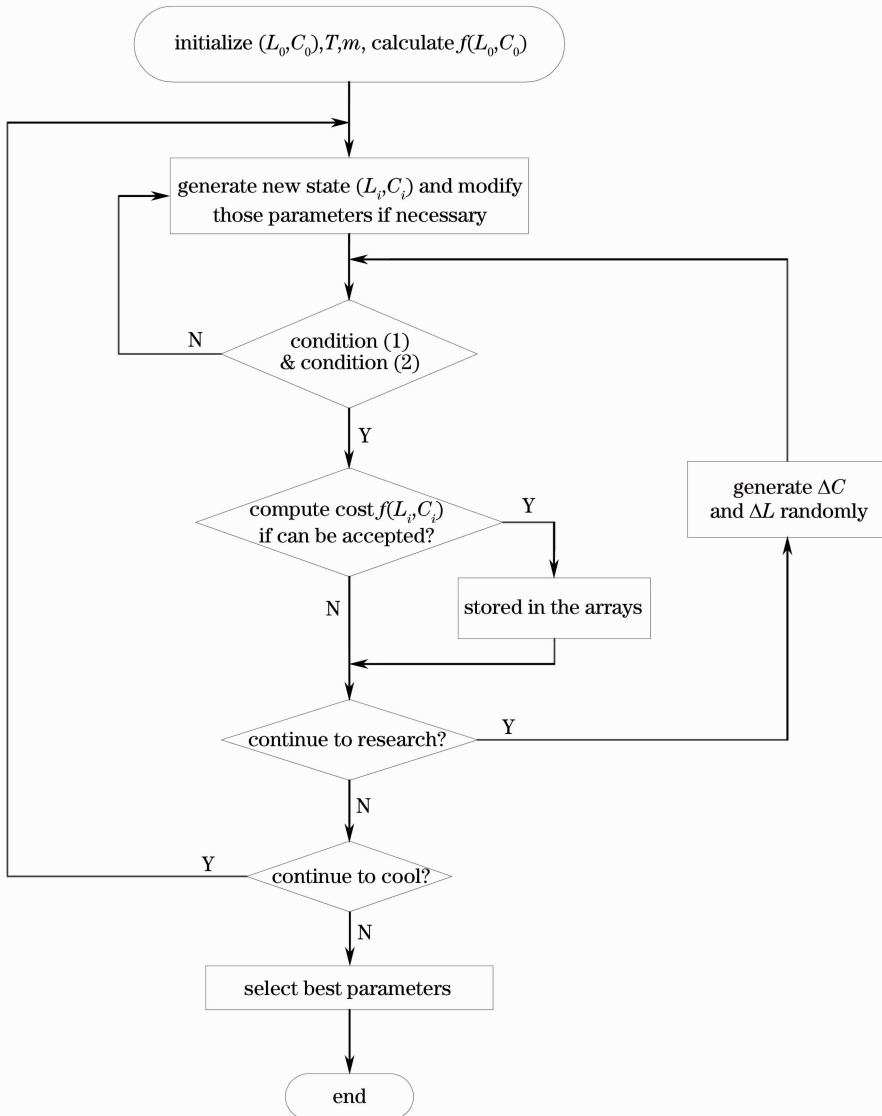 initialize (L₀,C₀),T,m, calculate f(L₀,C₀)
generate new state (Lᵢ,Cᵢ) and modify
those parameters if necessary
N
condition (1)
& condition (2)
Y
compute cost f(Lᵢ,Cᵢ)
if can be accepted?
Y
generate ΔC
and ΔL randomly
N
stored in the arrays
continue to research?
Y
N
Y
continue to cool?
N
select best parameters
end